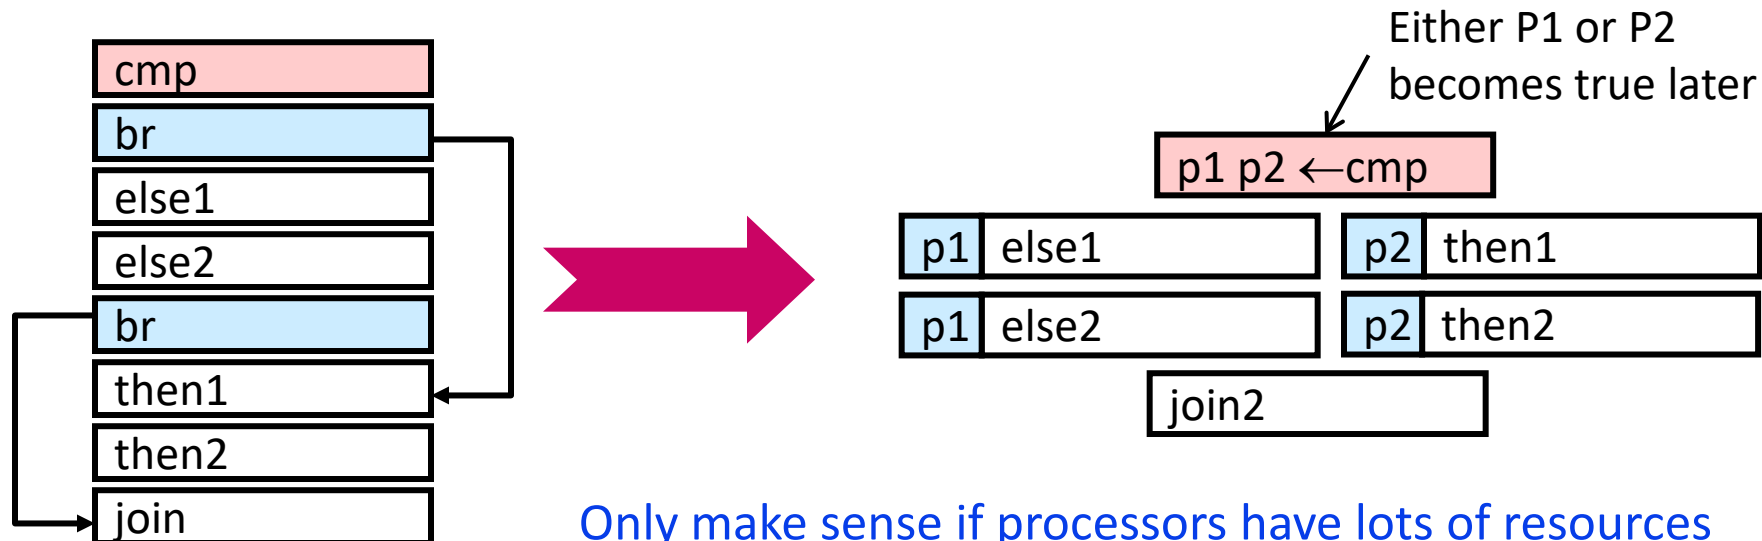 cmp
br
else1
else2
br
then1
then2
join
Either P1 or P2
becomes true later
p1 p2 ←cmp
p1 else1 p2 then1
p1 else2 p2 then2
join2
Only make sense if processors have lots of resources